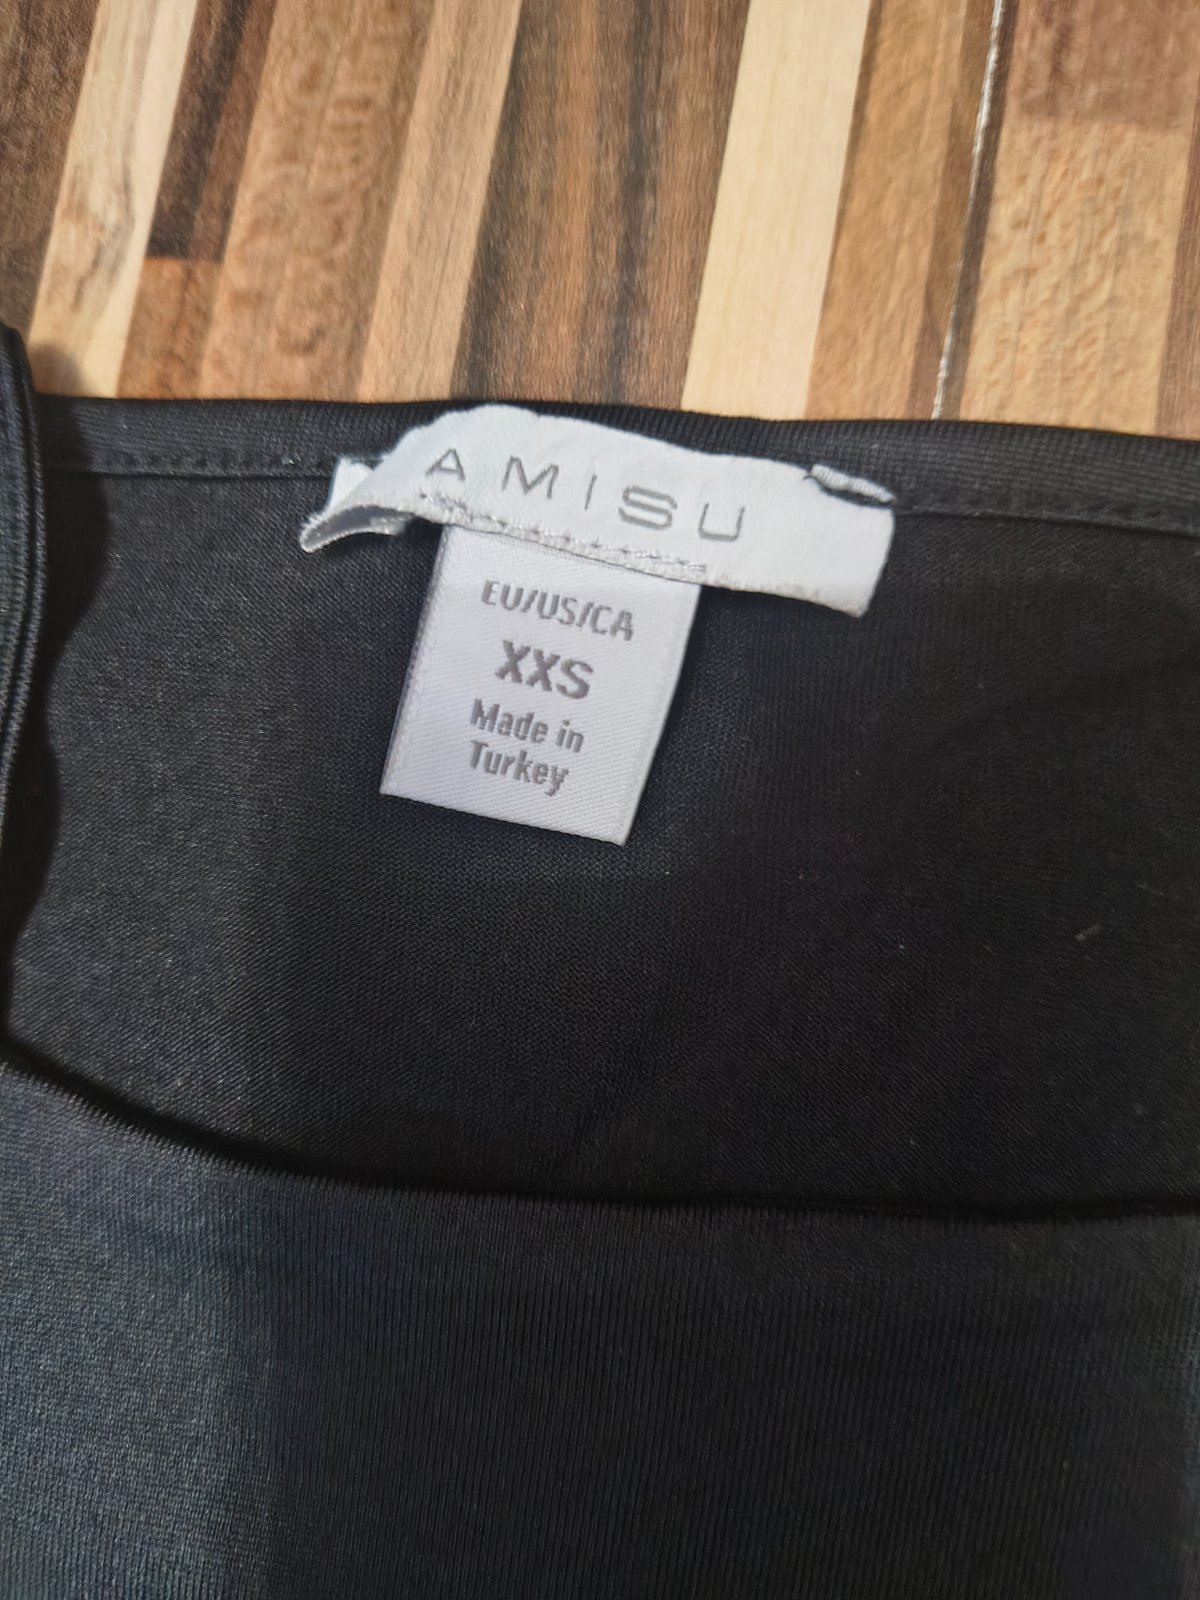 AMISU
EU/US/CA
XXS
Made in
Turkey